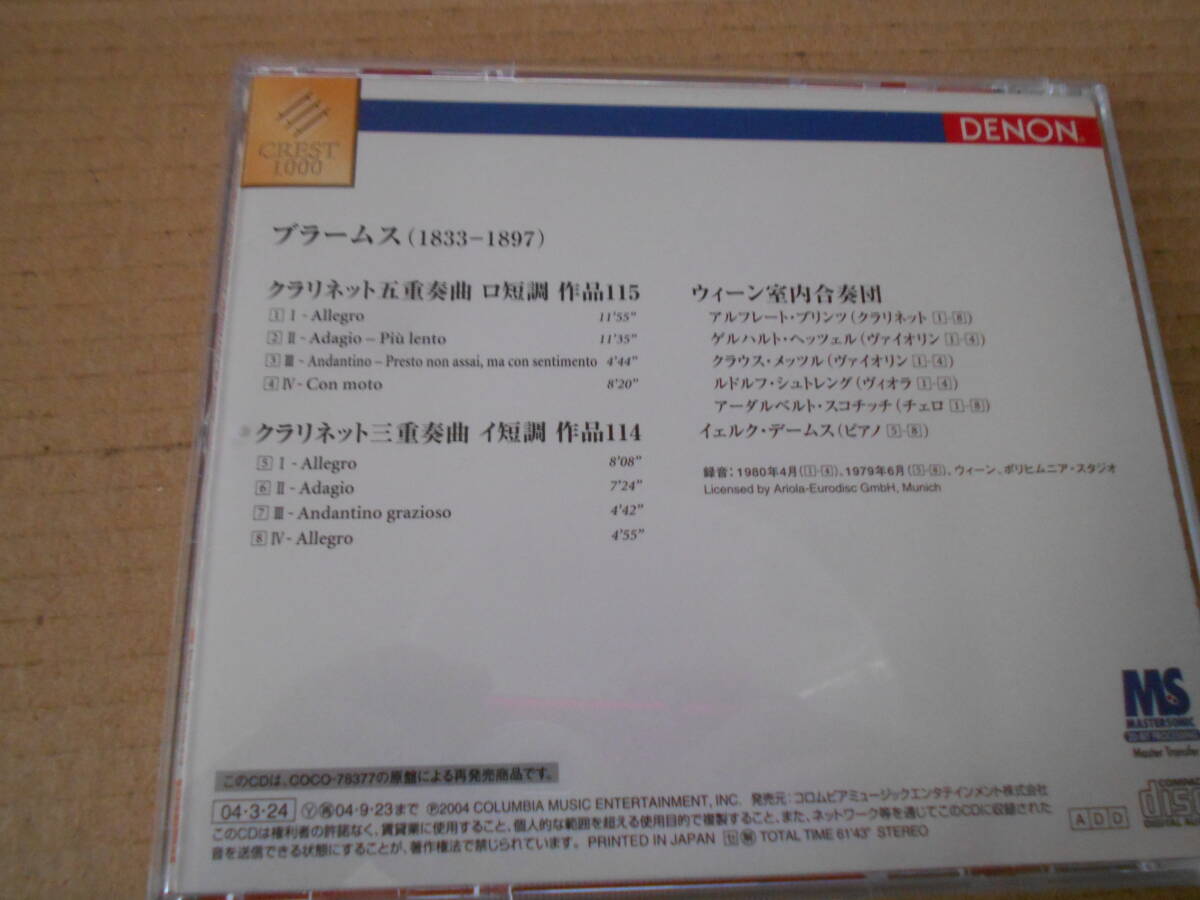 CREST
1000
DENON
ブラームス(1833–1897)
クラリネット五重奏曲 ロ短調 作品115
1 I - Allegro 11'55"
2 II - Adagio – Più lento 11'35"
3 III - Andantino – Presto non assai, ma con sentimento 4'44"
4 IV - Con moto 8'20"
クラリネット三重奏曲 イ短調 作品114
5 I - Allegro 8'08"
6 II - Adagio 7'24"
7 III - Andantino grazioso 4'42"
8 IV - Allegro 4'55"
ウィーン室内合奏団
アルフレート・プリンツ(クラリネット 1-8)
ゲルハルト・ヘッツェル(ヴァイオリン 1-4)
クラウス・メッツル(ヴァイオリン 1-4)
ルドルフ・シュトレング(ヴィオラ 1-4)
アーダルベルト・スコチッチ(チェロ 1-8)
イェルク・デームス(ピアノ 5-8)
録音：1980年4月(1-4)、1979年6月(5-8)、ウィーン、ポリヒムニア・スタジオ
Licensed by Ariola-Eurodisc GmbH, Munich
MS
MASTERSONIC
20-BIT PROCESSING
Master Transfer
このCDは、COCO-78377の原盤による再発売商品です。
04・3・24 Ⓨ 再 04・9・23まで ℗2004 COLUMBIA MUSIC ENTERTAINMENT, INC. 発売元：コロムビアミュージックエンタテインメント株式会社
このCDは権利者の許諾なく、賃貸業に使用すること、個人的な範囲を超える使用目的で複製すること、また、ネットワーク等を通じてこのCDに収録された
音を送信できる状態にすることが、著作権法で禁じられています。 PRINTED IN JAPAN TOTAL TIME 61'43" STEREO
ADD
COMPACT
disc
DIGITAL AUDIO